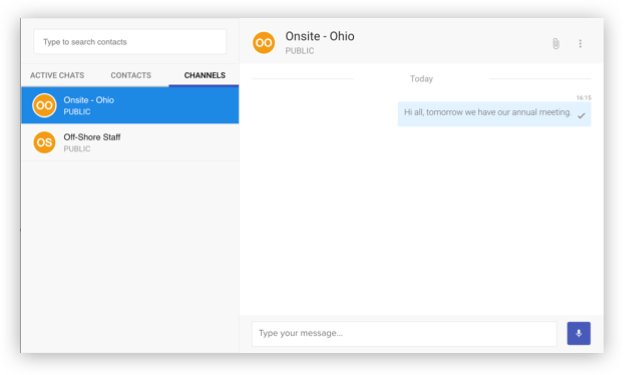 Type to search contacts
ACTIVE CHATS CONTACTS CHANNELS
OO Onsite - Ohio
PUBLIC
OS Off-Shore Staff
PUBLIC
OO Onsite - Ohio
PUBLIC
Today
16:15
Hi all, tomorrow we have our annual meeting.
Type your message...